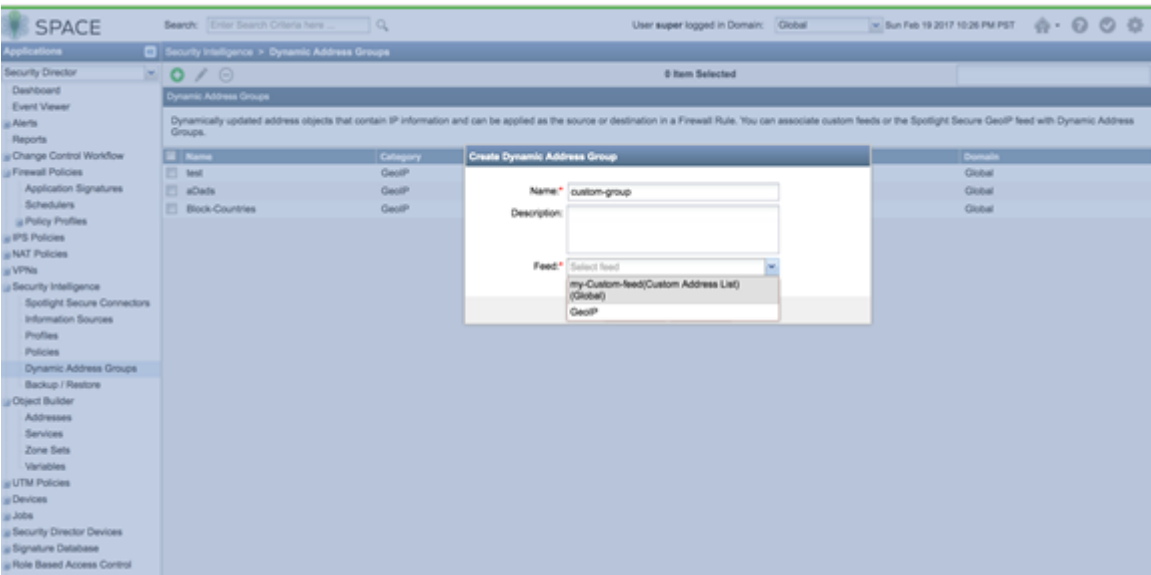 SPACE
Search: Enter Search Criteria here ...
User super logged in Domain: Global
Sun Feb 19 2017 10:26 PM PST
Applications
Security Intelligence > Dynamic Address Groups
Security Director
0 Item Selected
Dashboard
Event Viewer
Alerts
Reports
Change Control Workflow
Firewall Policies
Application Signatures
Schedulers
Policy Profiles
IPS Policies
NAT Policies
VPNs
Security Intelligence
Spotlight Secure Connectors
Information Sources
Profiles
Policies
Dynamic Address Groups
Backup / Restore
Object Builder
Addresses
Services
Zone Sets
Variables
UTM Policies
Devices
Jobs
Security Director Devices
Signature Database
Role Based Access Control
Dynamic Address Groups
Dynamically updated address objects that contain IP information and can be applied as the source or destination in a Firewall Rule. You can associate custom feeds or the Spotlight Secure GeoIP feed with Dynamic Address
Groups.
Name Category Domain
test GeoIP Global
aDads GeoIP Global
Block-Countries GeoIP Global
Create Dynamic Address Group
Name:* custom-group
Description:
Feed:* Select feed
my-Custom-feed(Custom Address List)
(Global)
GeoIP